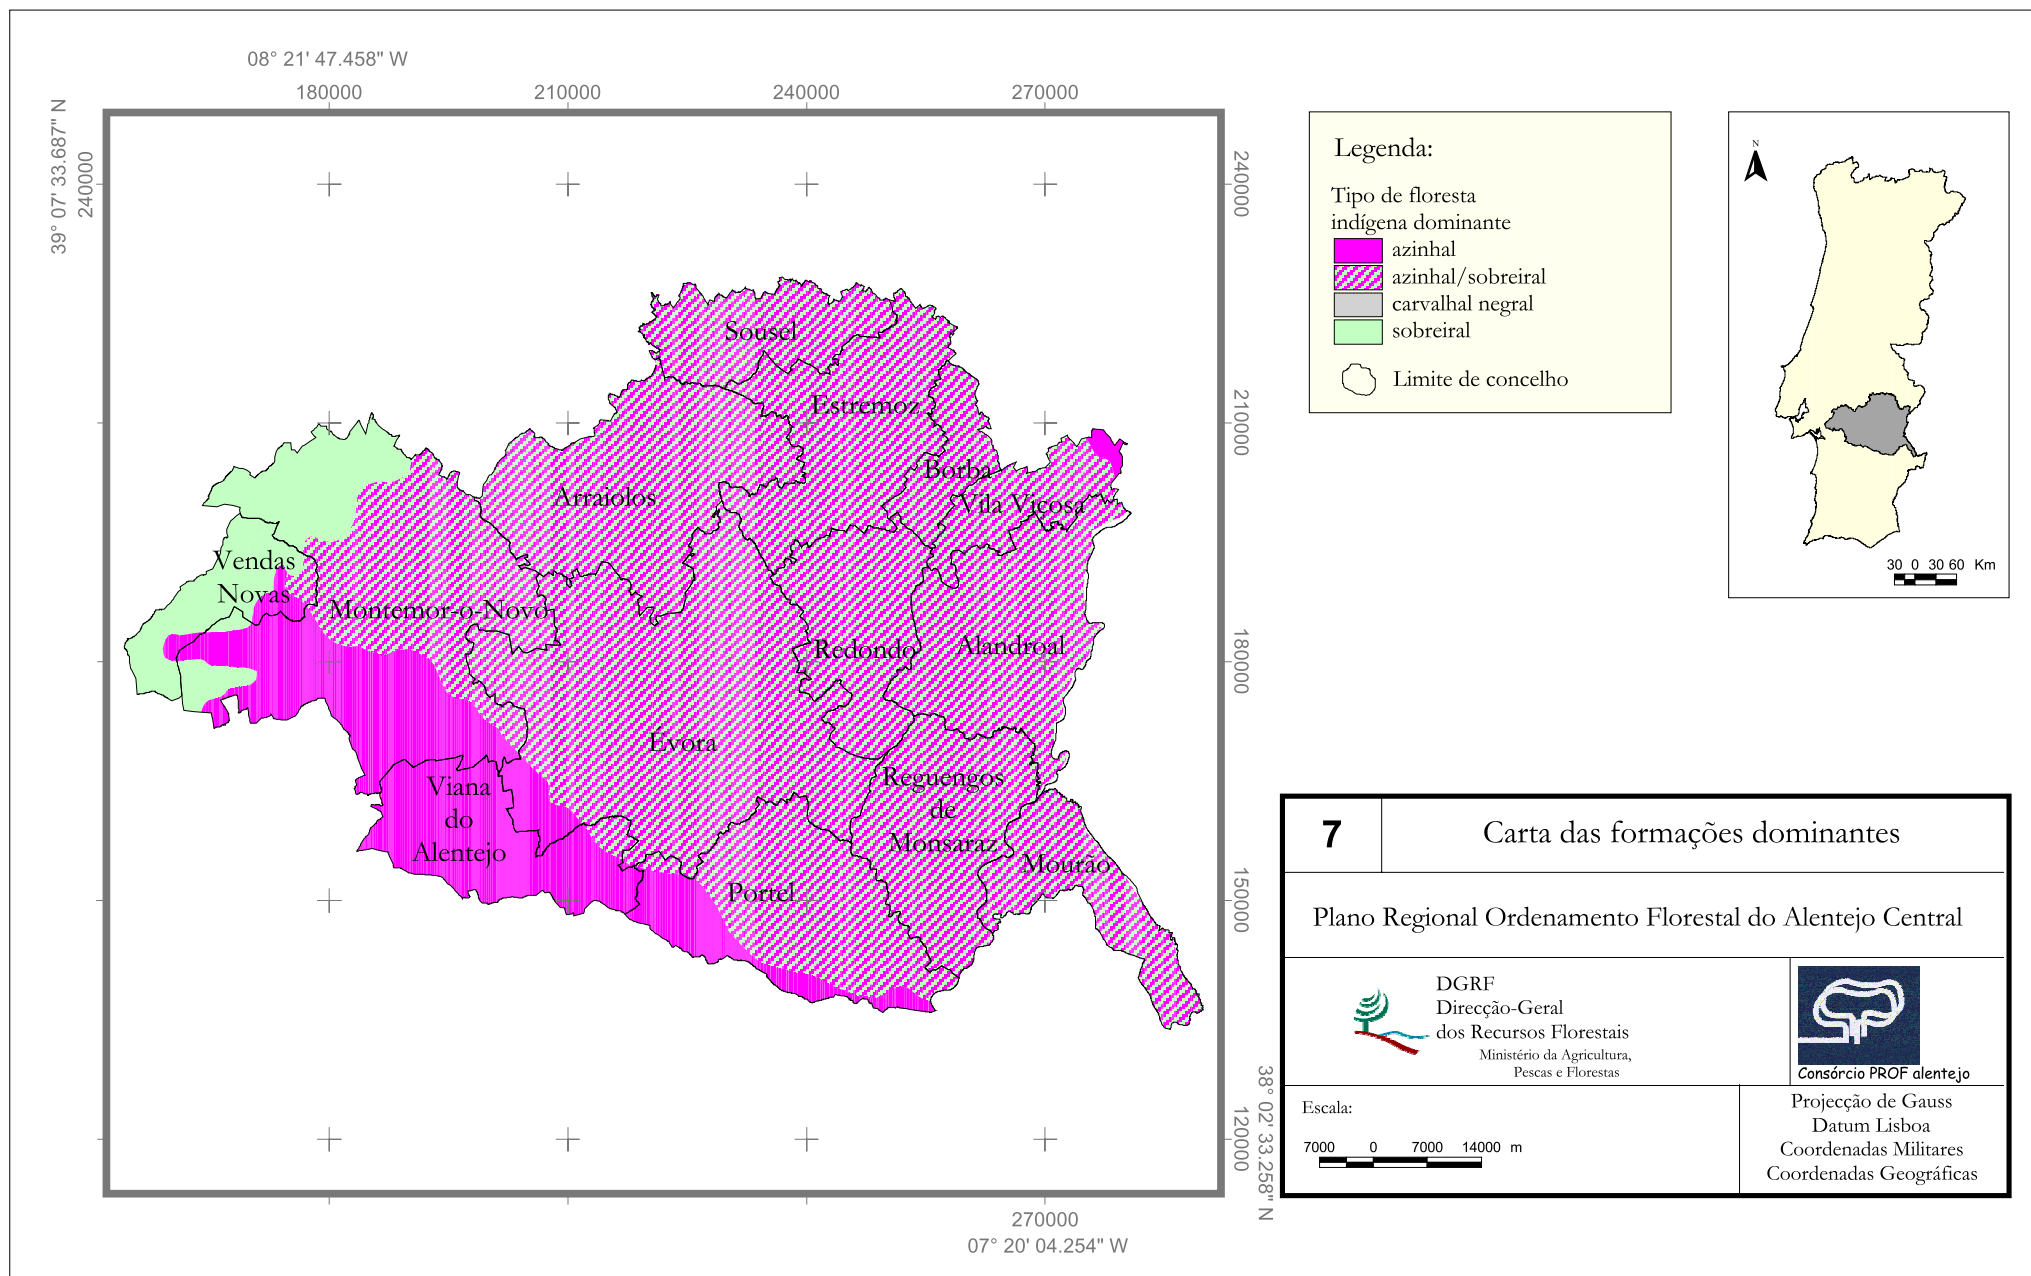 08° 21' 47.458" W
180000
210000
240000
270000
39° 07' 33.687" N
240000
240000
210000
180000
150000
120000
38° 02' 33.258" N
270000
07° 20' 04.254" W
Sousel
Estremoz
Borba
Vila Viçosa
Arraiolos
Vendas
Novas
Montemor-o-Novo
Redondo
Alandroal
Évora
Reguengos
de
Monsaraz
Viana
do
Alentejo
Mourão
Portel
Legenda:
Tipo de floresta
indígena dominante
azinhal
azinhal/sobreiral
carvalhal negral
sobreiral
Limite de concelho
N
30 0 30 60 Km
7
Carta das formações dominantes
Plano Regional Ordenamento Florestal do Alentejo Central
DGRF
Direcção-Geral
dos Recursos Florestais
Ministério da Agricultura,
Pescas e Florestas
Consórcio PROF alentejo
Escala:
7000 0 7000 14000 m
Projecção de Gauss
Datum Lisboa
Coordenadas Militares
Coordenadas Geográficas